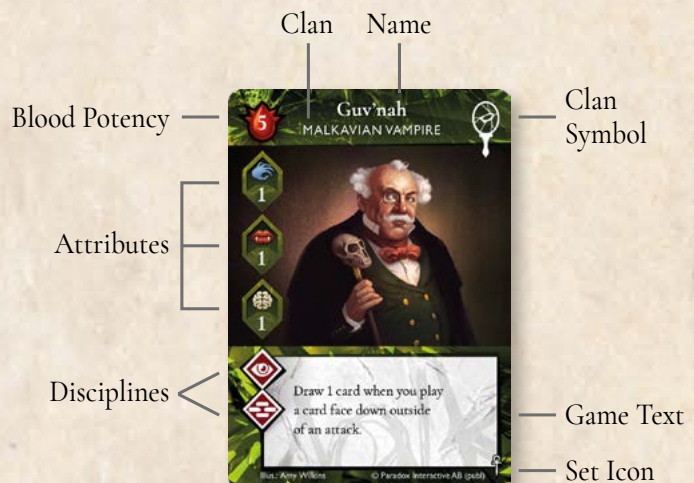 Clan Name
Blood Potency
5
Guv'nah
MALKAVIAN VAMPIRE
Clan
Symbol
Attributes
1
1
1
Disciplines
Draw 1 card when you play
a card face down outside
of an attack.
Game Text
Illus.: Amy Wilkins © Paradox Interactive AB (publ)
Set Icon